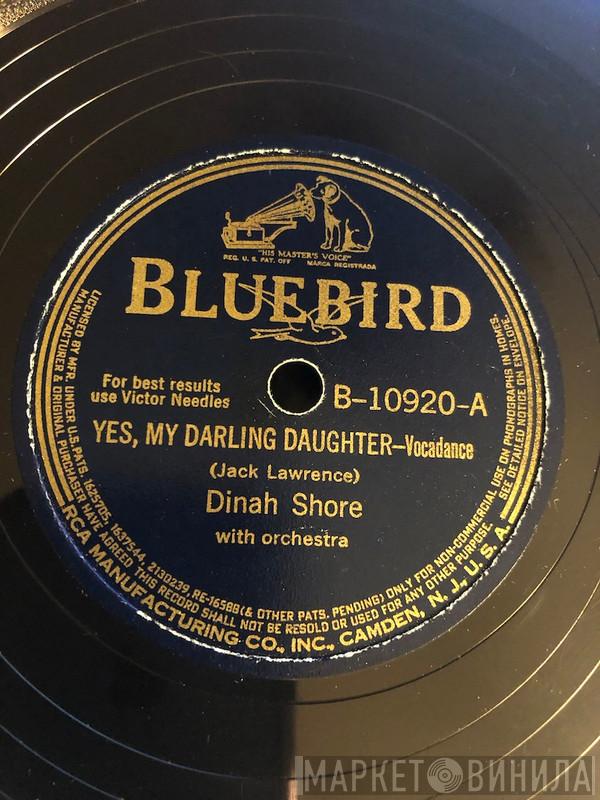 "HIS MASTER'S VOICE"
REG. U. S. PAT. OFF MARCA REGISTRADA
BLUEBIRD
For best results
use Victor Needles
B-10920-A
YES, MY DARLING DAUGHTER-Vocadance
(Jack Lawrence)
Dinah Shore
with orchestra
LICENSED BY MFR. UNDER U.S. PATS. 1625705, 1637544, 2130239, RE-16588 (& OTHER PATS. PENDING) ONLY FOR NON-COMMERCIAL USE ON PHONOGRAPHS IN HOMES.
MANUFACTURER & ORIGINAL PURCHASER HAVE AGREED THIS RECORD SHALL NOT BE RESOLD OR USED FOR ANY OTHER PURPOSE. SEE DETAILED NOTICE ON ENVELOPE.
RCA MANUFACTURING CO., INC., CAMDEN, N. J., U. S. A.
МАРКЕТ ВИНИЛА